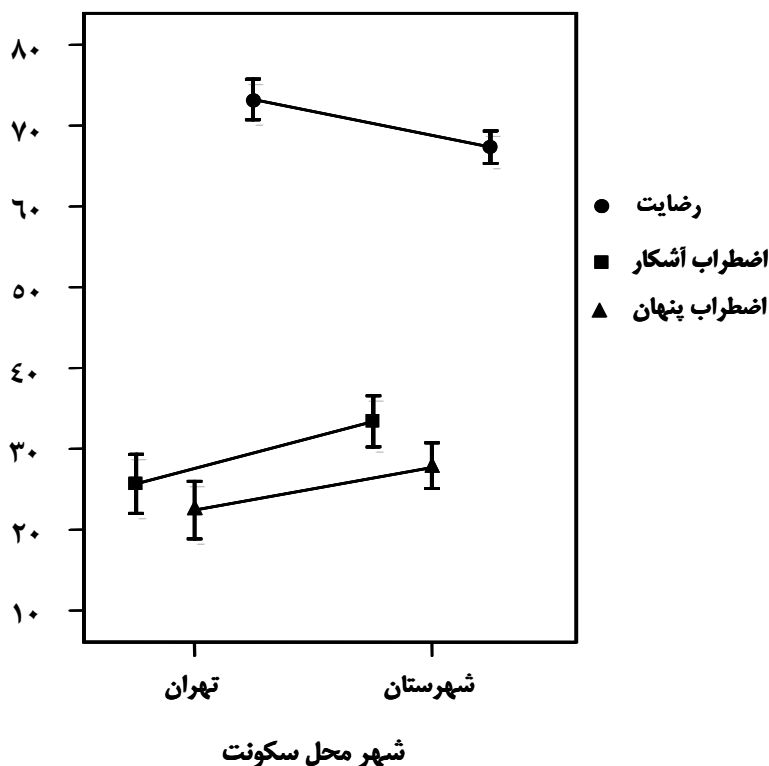 ۸۰
۷۰
۶۰
۵۰
۴۰
۳۰
۲۰
۱۰
رضایت
اضطراب آشکار
اضطراب پنهان
تهران
شهرستان
شهر محل سکونت